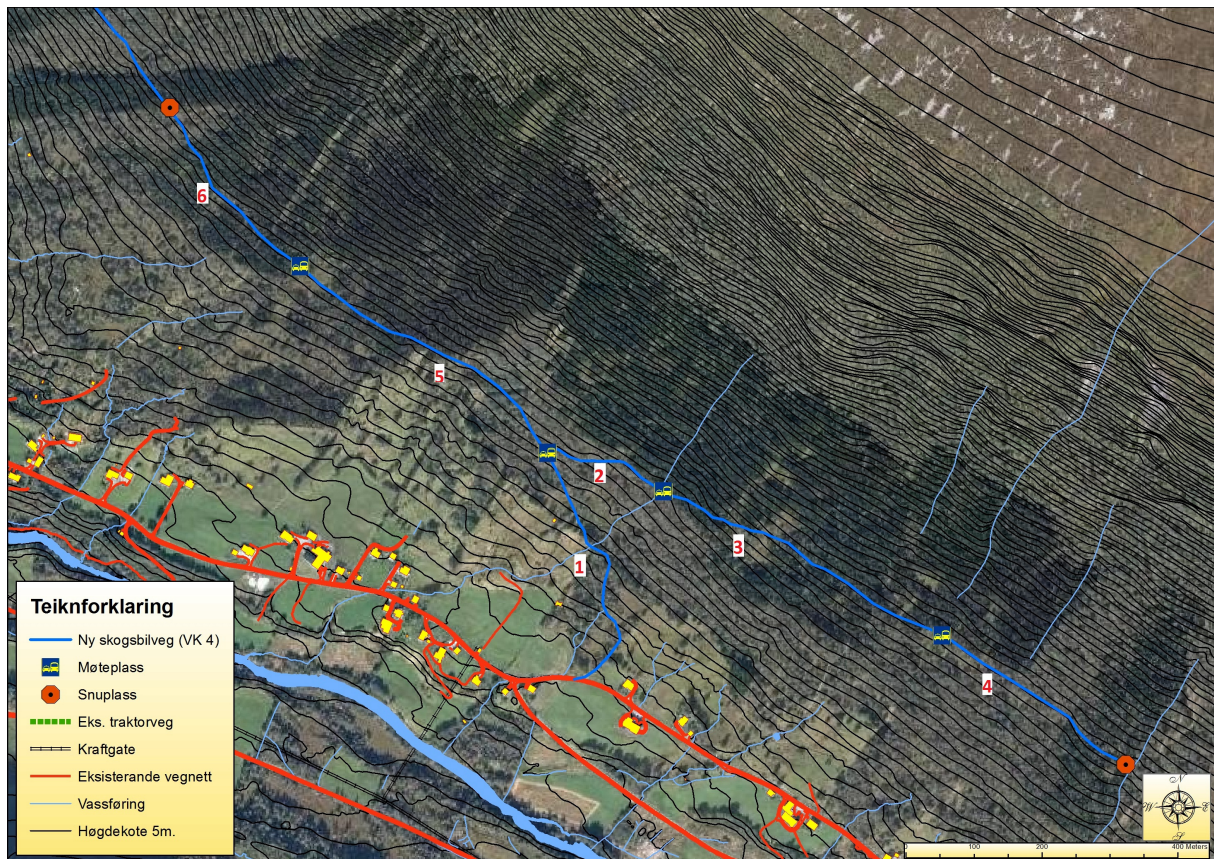 6
5
2
3
1
4
Teiknforklaring
Ny skogsbilveg (VK 4)
Møteplass
Snuplass
Eks. traktorveg
Kraftgate
Eksisterande vegnett
Vassføring
Høgdekote 5m.
N
W E
S
0 100 200 400 Meters